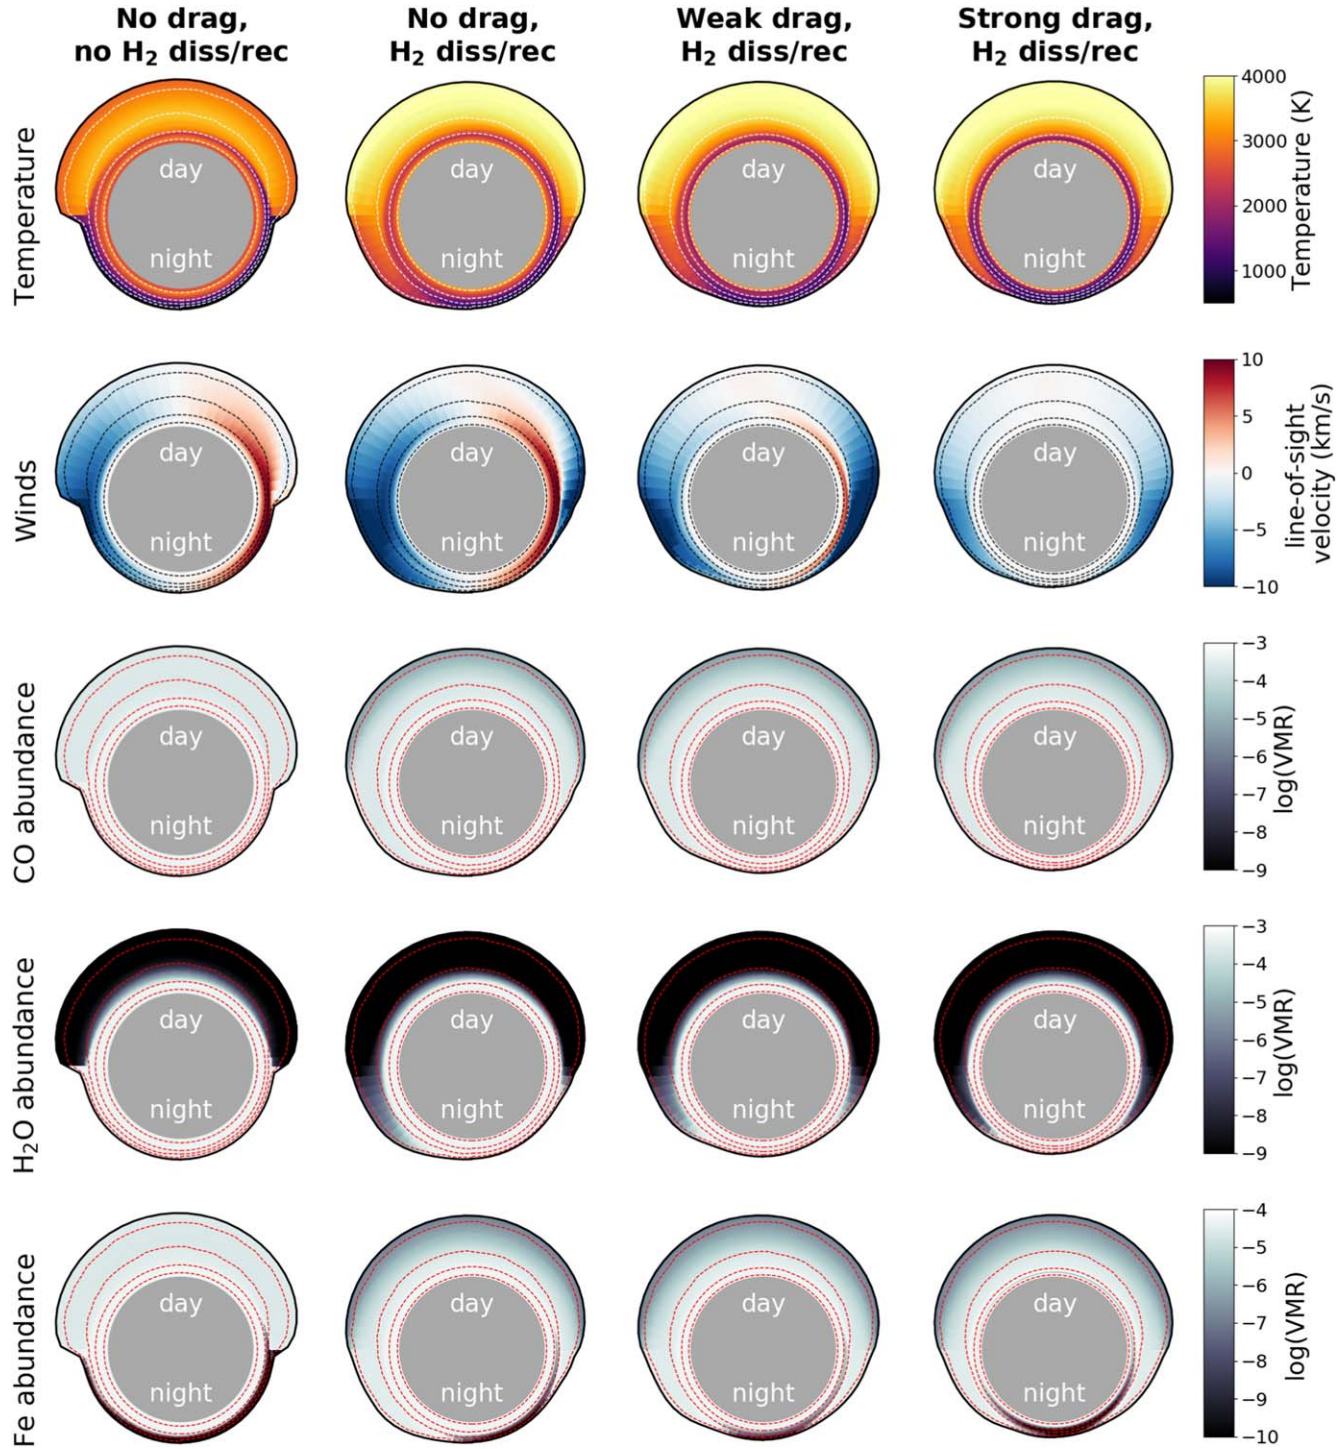 No drag,
no H₂ diss/rec
No drag,
H₂ diss/rec
Weak drag,
H₂ diss/rec
Strong drag,
H₂ diss/rec
Temperature
day
night
day
night
day
night
day
night
4000
3000
2000
1000
Temperature (K)
Winds
day
night
day
night
day
night
day
night
10
5
0
−5
−10
line-of-sight
velocity (km/s)
CO abundance
day
night
day
night
day
night
day
night
−3
−4
−5
−6
−7
−8
−9
log(VMR)
H₂O abundance
day
night
day
night
day
night
day
night
−3
−4
−5
−6
−7
−8
−9
log(VMR)
Fe abundance
day
night
day
night
day
night
day
night
−4
−5
−6
−7
−8
−9
−10
log(VMR)